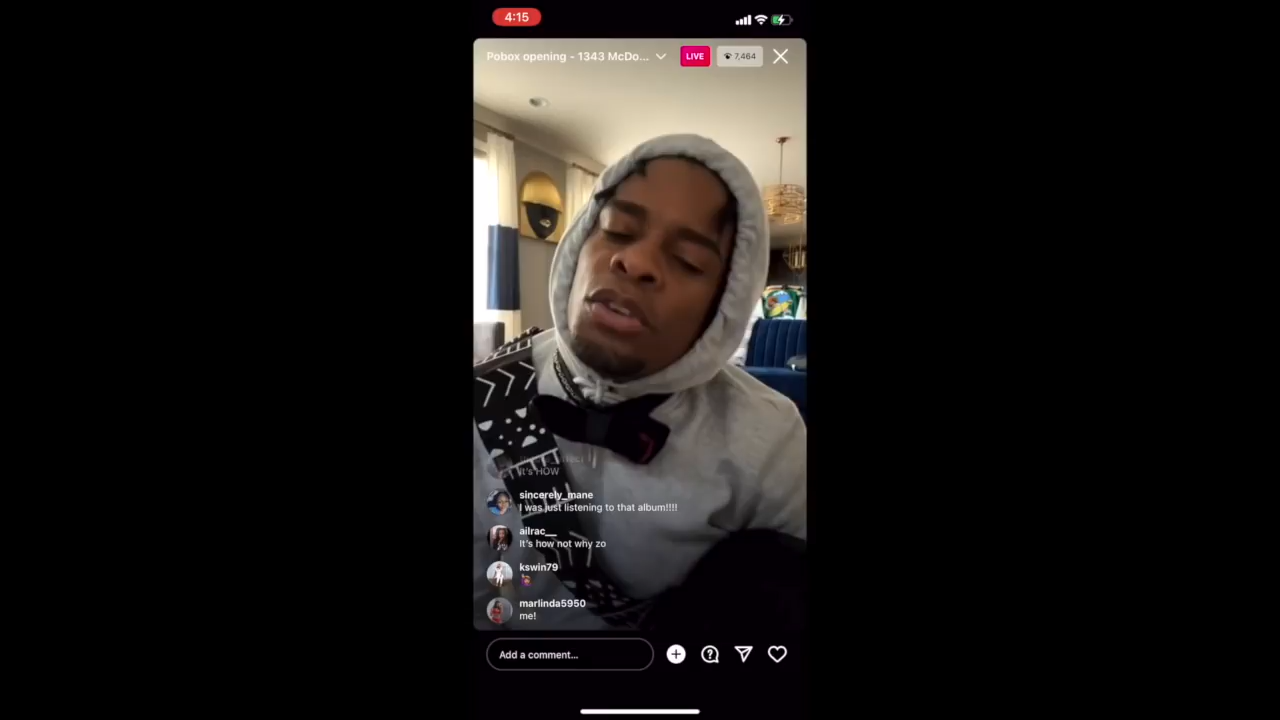 4:15
Pobox opening - 1343 McDo...
LIVE
7,464
It's HOW
sincerely_mane
I was just listening to that album!!!!
ailrac__
It's how not why zo
kswin79
marlinda5950
me!
Add a comment...